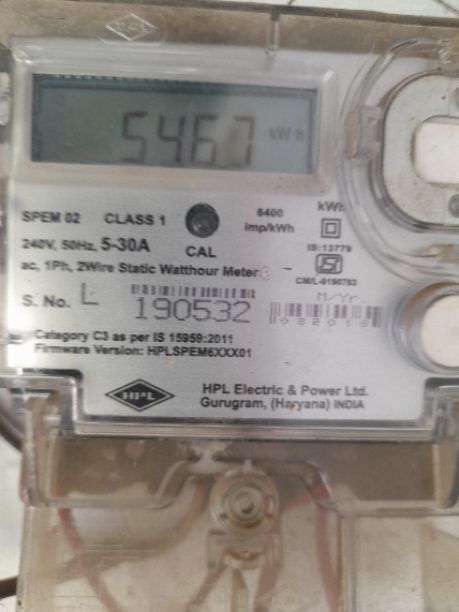 HPL
5467 kWh
SPEM 02 CLASS 1 6400 imp/kWh kWh
240V, 50Hz, 5-30A CAL IS:13779
ac, 1Ph, 2Wire Static Watthour Meter
CM/L-9190793
S. No. L 190532 M/Yr.
Category C3 as per IS 15959:2011
Firmware Version: HPLSPEM6XXX01
HPL HPL Electric & Power Ltd.
Gurugram, (Haryana) INDIA